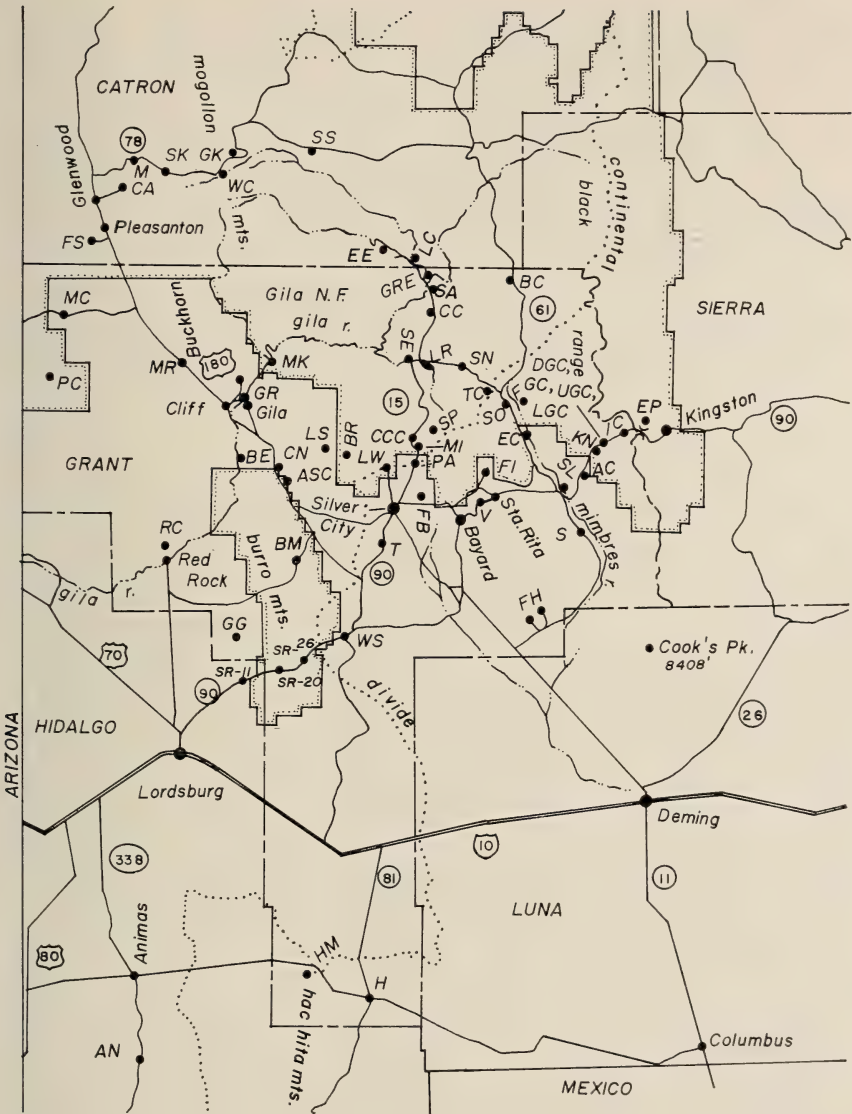 CATRON
mogollon
78
M
SK
GK
SS
WC
CA
Glenwood
mts.
continental
black
Pleasanton
FS
EE
LC
GRE
SA
BC
CC
61
SIERRA
MC
Gila N.F.
gila r.
Buckhorn
180
range
SE
LR
SN
DGC,
GC, UGC,
MR
MK
PC
GR
Cliff
Gila
15
TC
SO
LGC
IC
EP
Kingston
90
SP
LS
BR
CCC
MI
EC
KN
GRANT
BE
CN
LW
PA
FI
SL
AC
ASC
Silver
City
FB
V
Sta. Rita
Bayard
mimbres r.
S
RC
Red
Rock
BM
T
90
burro
mts.
gila r.
FH
GG
WS
Cook's Pk.
8408'
SR-26
SR-20
SR-11
70
90
divide
26
HIDALGO
ARIZONA
Lordsburg
Deming
10
338
81
11
LUNA
Animas
80
HM
H
hachita mts.
Columbus
AN
MEXICO